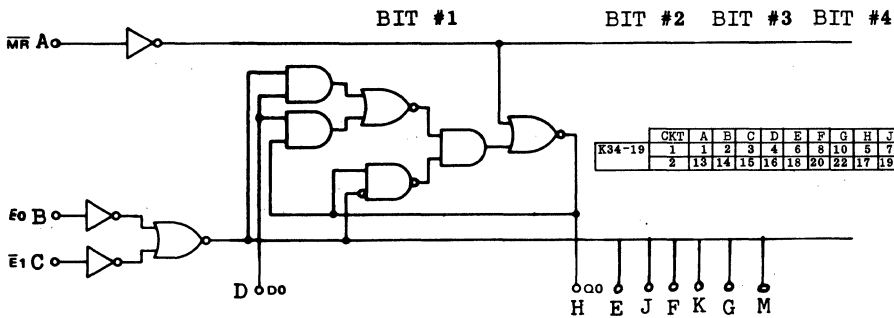 BIT #1 BIT #2 BIT #3 BIT #4
MR A
CKT A B C D E F G H J
K34-19 1 1 2 3 4 6 8 10 5 7
2 13 14 15 16 18 20 22 17 19
E0 B
E1 C
D D0 H Q0 E J F K G M